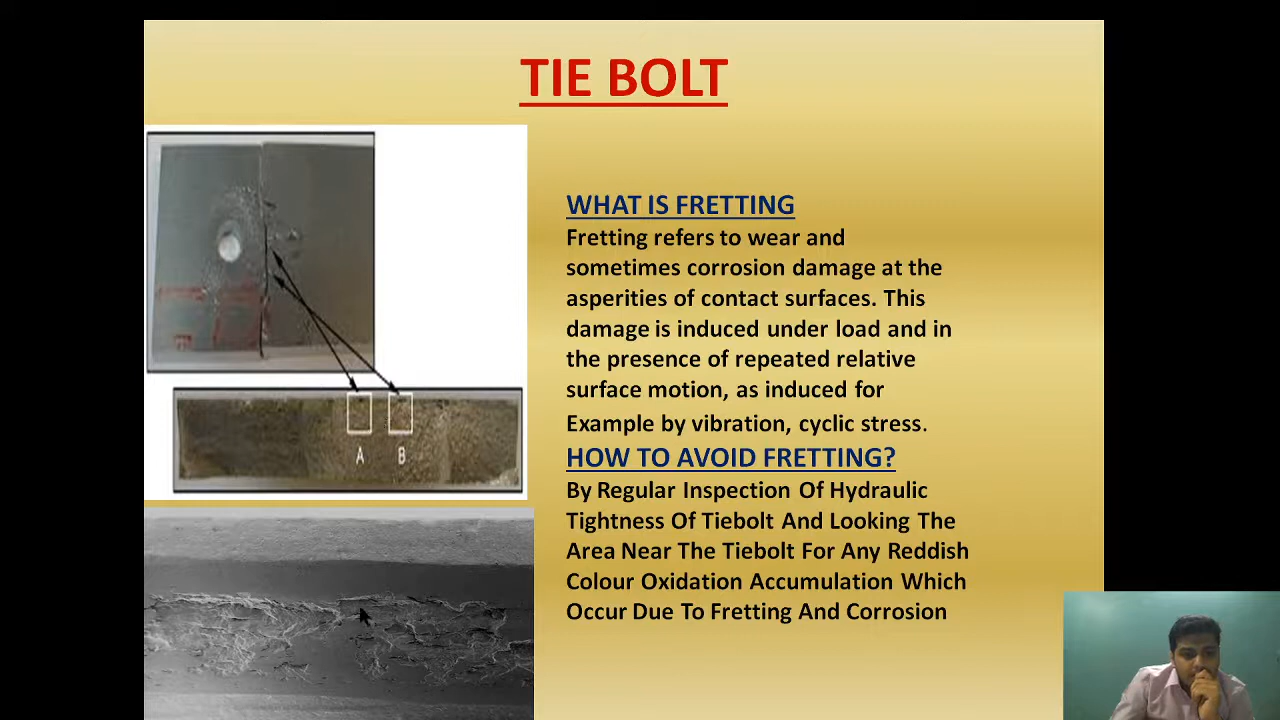 TIE BOLT
WHAT IS FRETTING
Fretting refers to wear and
sometimes corrosion damage at the
asperities of contact surfaces. This
damage is induced under load and in
the presence of repeated relative
surface motion, as induced for
Example by vibration, cyclic stress.
HOW TO AVOID FRETTING?
By Regular Inspection Of Hydraulic
Tightness Of Tiebolt And Looking The
Area Near The Tiebolt For Any Reddish
Colour Oxidation Accumulation Which
Occur Due To Fretting And Corrosion
A B